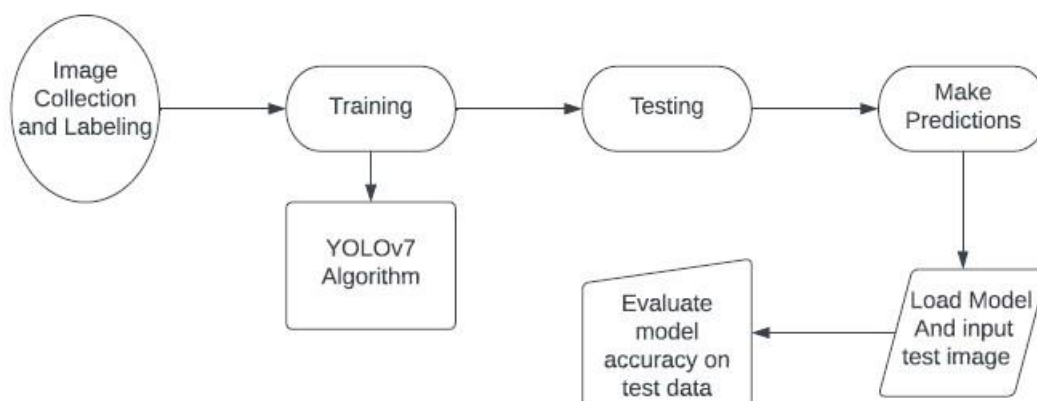 Image
Collection
and Labeling
Training
Testing
Make
Predictions
YOLOv7
Algorithm
Load Model
And input
test image
Evaluate
model
accuracy on
test data